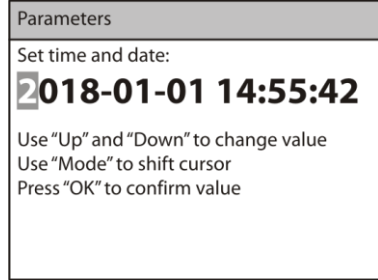 Parameters
Set time and date:
2018-01-01 14:55:42
Use “Up” and “Down” to change value
Use “Mode” to shift cursor
Press “OK” to confirm value